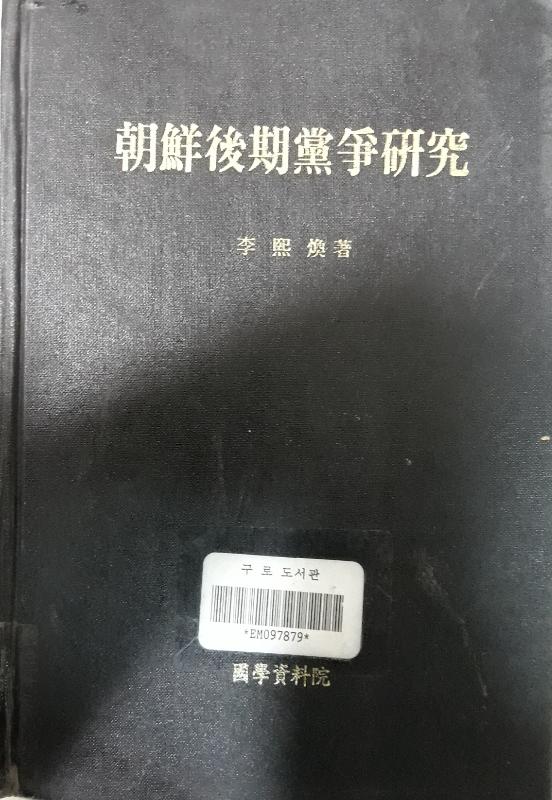 朝鮮後期黨爭硏究
李熙煥著
구로 도서관
*EM097879*
國學資料院